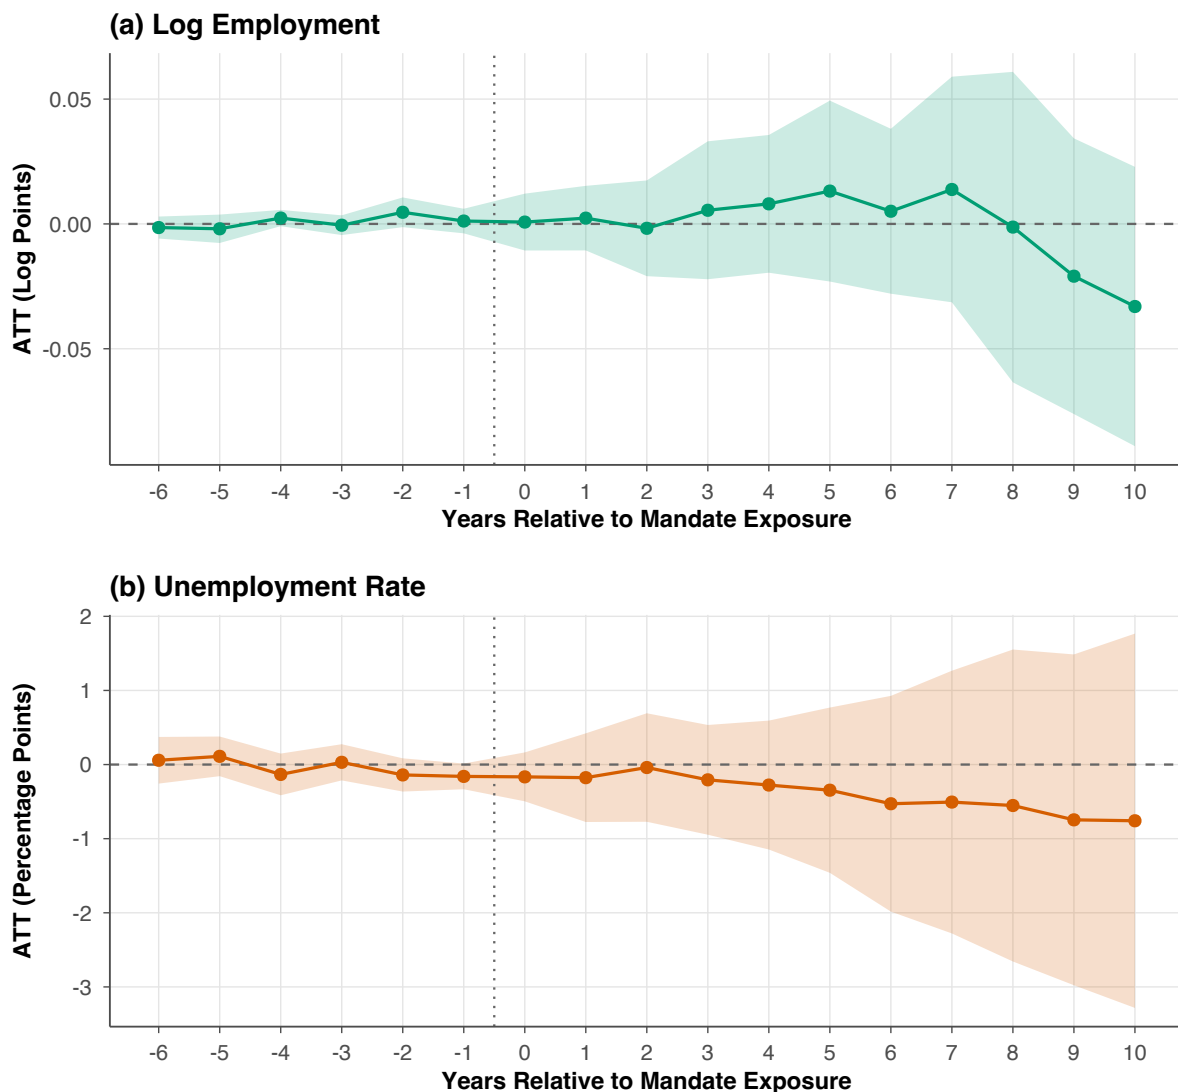 (a) Log Employment
ATT (Log Points)
0.05
0.00
-0.05
-6 -5 -4 -3 -2 -1 0 1 2 3 4 5 6 7 8 9 10
Years Relative to Mandate Exposure
(b) Unemployment Rate
ATT (Percentage Points)
2
1
0
-1
-2
-3
-6 -5 -4 -3 -2 -1 0 1 2 3 4 5 6 7 8 9 10
Years Relative to Mandate Exposure